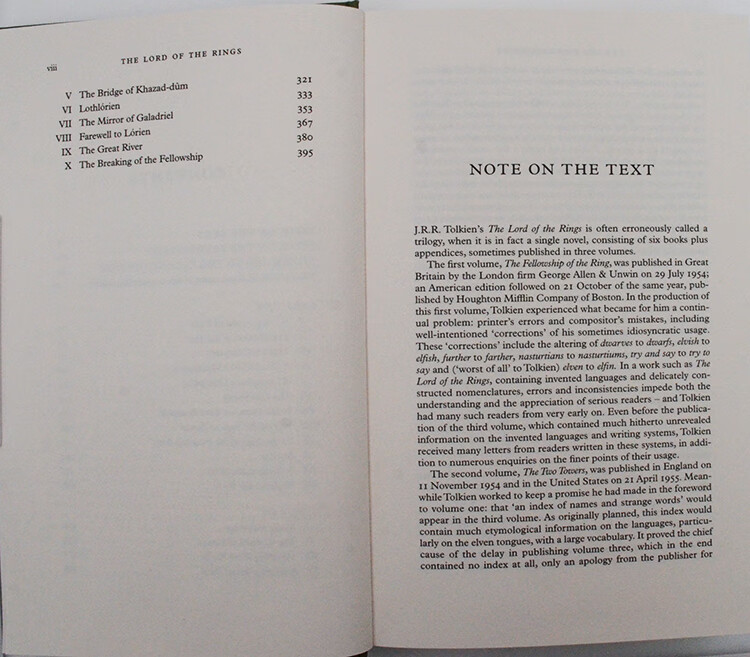 viii THE LORD OF THE RINGS
V The Bridge of Khazad-dûm 321
VI Lothlórien 333
VII The Mirror of Galadriel 353
VIII Farewell to Lórien 367
IX The Great River 380
X The Breaking of the Fellowship 395
NOTE ON THE TEXT
J.R.R. Tolkien's The Lord of the Rings is often erroneously called a
trilogy, when it is in fact a single novel, consisting of six books plus
appendices, sometimes published in three volumes.
The first volume, The Fellowship of the Ring, was published in Great
Britain by the London firm George Allen & Unwin on 29 July 1954;
an American edition followed on 21 October of the same year, pub-
lished by Houghton Mifflin Company of Boston. In the production of
this first volume, Tolkien experienced what became for him a contin-
ual problem: printer's errors and compositor's mistakes, including
well-intentioned 'corrections' of his sometimes idiosyncratic usage.
These 'corrections' include the altering of dwarves to dwarfs, elvish to
elfish, further to farther, nasturtians to nasturtiums, try and say to try to
say and ('worst of all' to Tolkien) elven to elfin. In a work such as The
Lord of the Rings, containing invented languages and delicately con-
structed nomenclatures, errors and inconsistencies impede both the
understanding and the appreciation of serious readers – and Tolkien
had many such readers from very early on. Even before the publica-
tion of the third volume, which contained much hitherto unrevealed
information on the invented languages and writing systems, Tolkien
received many letters from readers written in these systems, in addi-
tion to numerous enquiries on the finer points of their usage.
The second volume, The Two Towers, was published in England on
11 November 1954 and in the United States on 21 April 1955. Mean-
while Tolkien worked to keep a promise he had made in the foreword
to volume one: that 'an index of names and strange words' would
appear in the third volume. As originally planned, this index would
contain much etymological information on the languages, particu-
larly on the elven tongues, with a large vocabulary. It proved the chief
cause of the delay in publishing volume three, which in the end
contained no index at all, only an apology from the publisher for